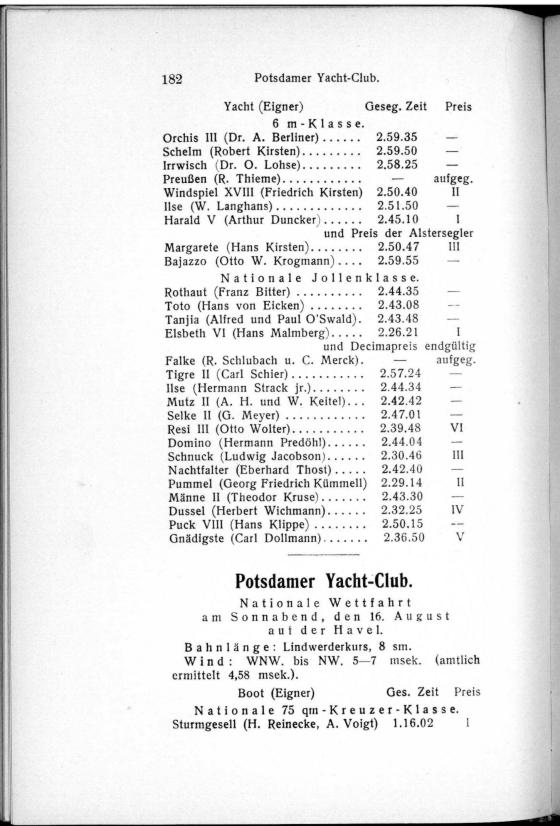 182 Potsdamer Yacht-Club.
Yacht (Eigner) Geseg. Zeit Preis
6 m-Klasse.
Orchis III (Dr. A. Berliner) ...... 2.59.35 —
Schelm (Robert Kirsten) ......... 2.59.50 —
Irrwisch (Dr. O. Lohse) ......... 2,58.25 —
Preußen (R. Thieme) ............ — aufgeg.
Windspiel XVIII (Friedrich Kirsten) 2.50.40 II
Ilse (W. Langhans) ............. 2.51.50 —
Harald V (Arthur Duncker) ...... 2.45.10 I
und Preis der Alstersegler
Margarete (Hans Kirsten) ........ 2.50.47 III
Bajazzo (Otto W. Krogmann) .... 2.59.55 —
Nationale Jollenklasse.
Rothaut (Franz Bitter) .......... 2.44.35 —
Toto (Hans von Eicken) ........ 2.43.08 —
Tanjia (Alfred und Paul O'Swald). 2.43.48 —
Elsbeth VI (Hans Malmberg) ..... 2.26.21 I
und Decimapreis endgültig
Falke (R. Schlubach u. C. Merck). — aufgeg.
Tigre II (Carl Schier) ........... 2.57.24 —
Ilse (Hermann Strack jr.) ........ 2.44.34 —
Mutz II (A. H. und W. Keitel) ... 2.42.42 —
Selke II (G. Meyer) ............ 2.47.01 —
Resi III (Otto Wolter) ........... 2.39.48 VI
Domino (Hermann Predöhl) ...... 2.44.04 —
Schnuck (Ludwig Jacobson) ...... 2.30.46 III
Nachtfalter (Eberhard Thost) ..... 2.42.40 —
Pummel (Georg Friedrich Kümmell) 2.29.14 II
Männe II (Theodor Kruse) ....... 2.43.30 —
Dussel (Herbert Wichmann) ...... 2.32.25 IV
Puck VIII (Hans Klippe) ........ 2.50.15 —
Gnädigste (Carl Dollmann) ....... 2.36.50 V
Potsdamer Yacht-Club.
Nationale Wettfahrt
am Sonnabend, den 16. August
auf der Havel.
Bahnlänge: Lindwerderkurs, 8 sm.
Wind: WNW. bis NW. 5—7 msek. (amtlich
ermittelt 4,58 msek.).
Boot (Eigner) Ges. Zeit Preis
Nationale 75 qm-Kreuzer-Klasse.
Sturmgesell (H. Reinecke, A. Voigt) 1.16.02 I